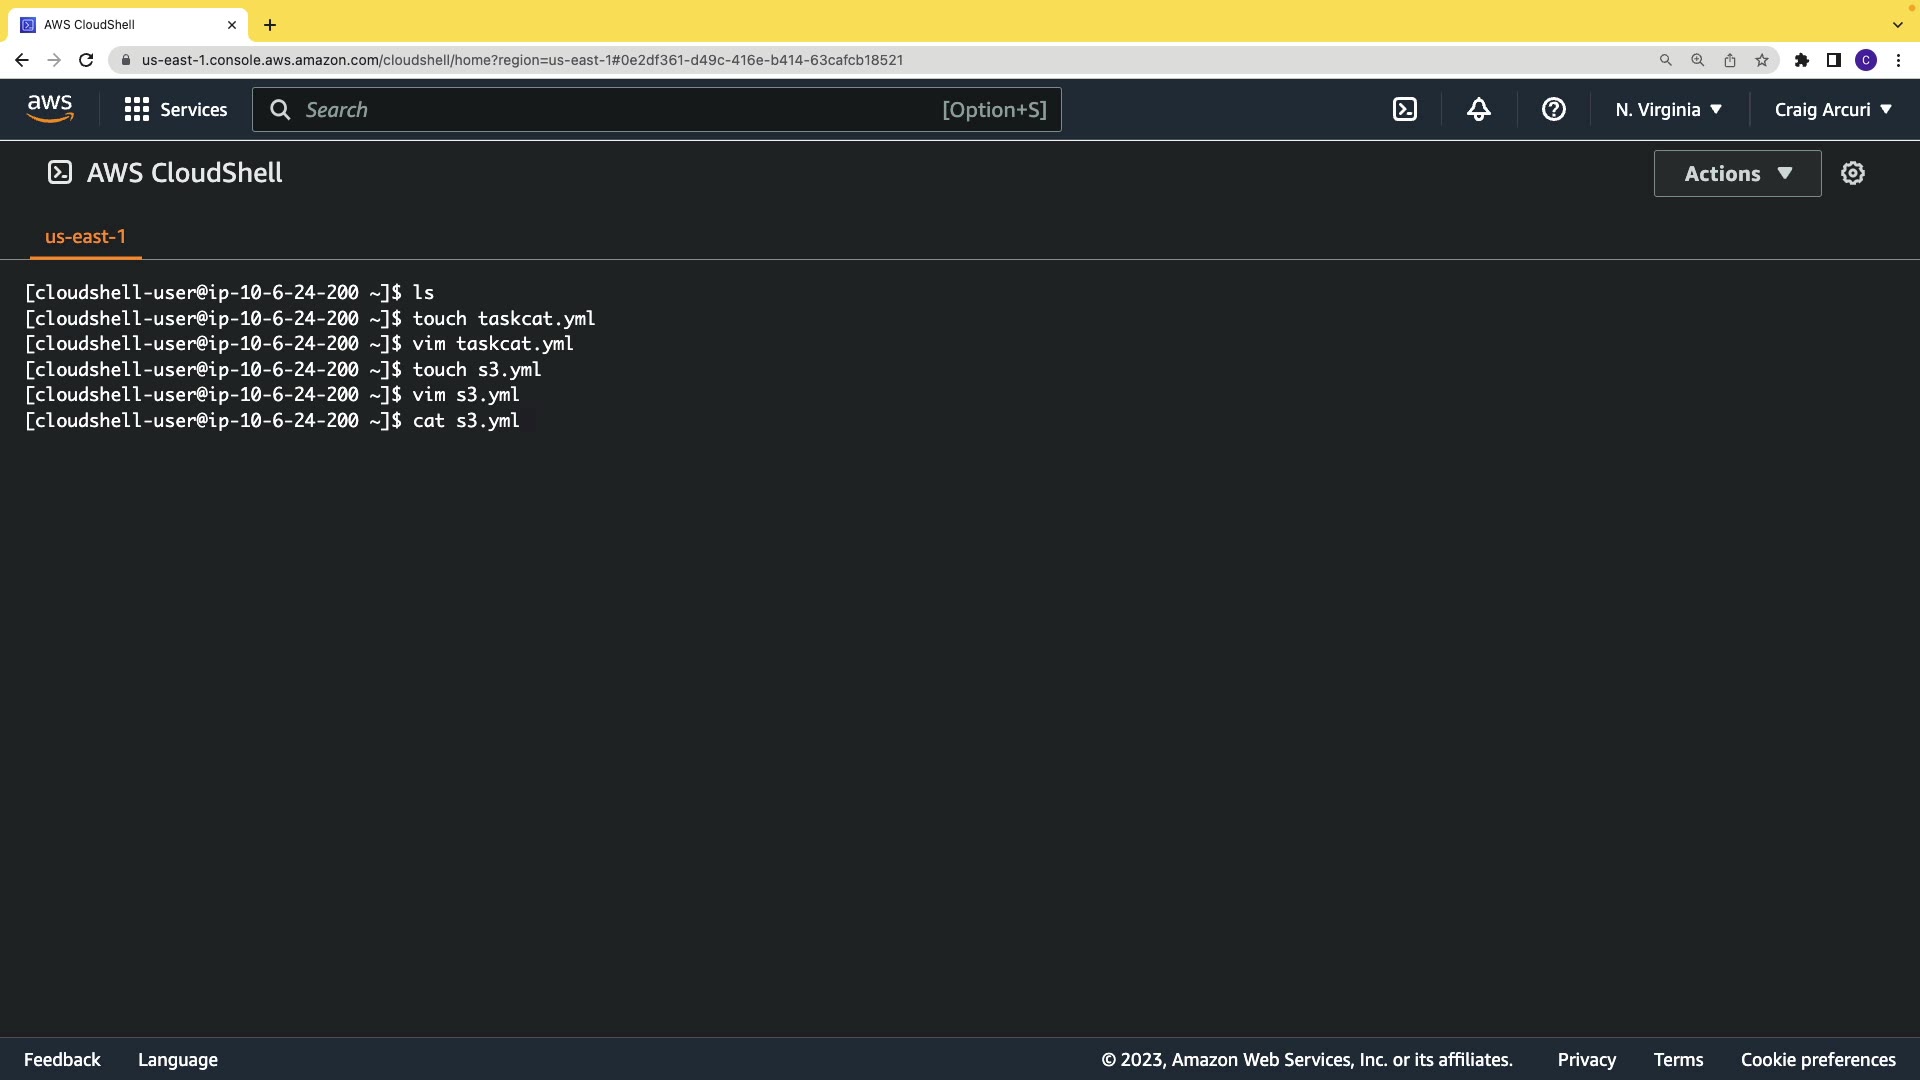 AWS CloudShell
us-east-1.console.aws.amazon.com/cloudshell/home?region=us-east-1#0e2df361-d49c-416e-b414-63cafcb18521
C
aws
Services
Search
[Option+S]
N. Virginia
Craig Arcuri
AWS CloudShell
Actions
us-east-1
[cloudshell-user@ip-10-6-24-200 ~]$ ls
[cloudshell-user@ip-10-6-24-200 ~]$ touch taskcat.yml
[cloudshell-user@ip-10-6-24-200 ~]$ vim taskcat.yml
[cloudshell-user@ip-10-6-24-200 ~]$ touch s3.yml
[cloudshell-user@ip-10-6-24-200 ~]$ vim s3.yml
[cloudshell-user@ip-10-6-24-200 ~]$ cat s3.yml
Feedback
Language
© 2023, Amazon Web Services, Inc. or its affiliates.
Privacy
Terms
Cookie preferences